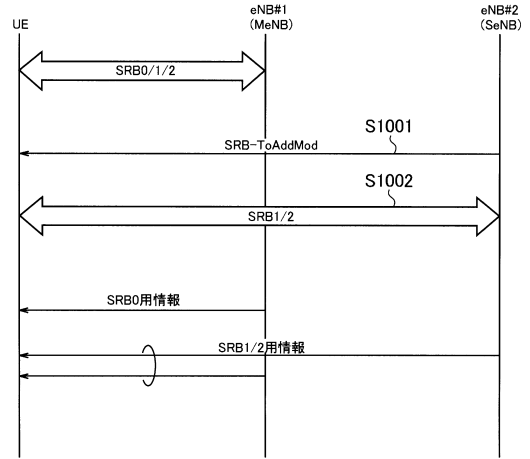 UE
eNB#1
(MeNB)
eNB#2
(SeNB)
SRB0/1/2
S1001
SRB-ToAddMod
S1002
SRB1/2
SRB0用情報
SRB1/2用情報